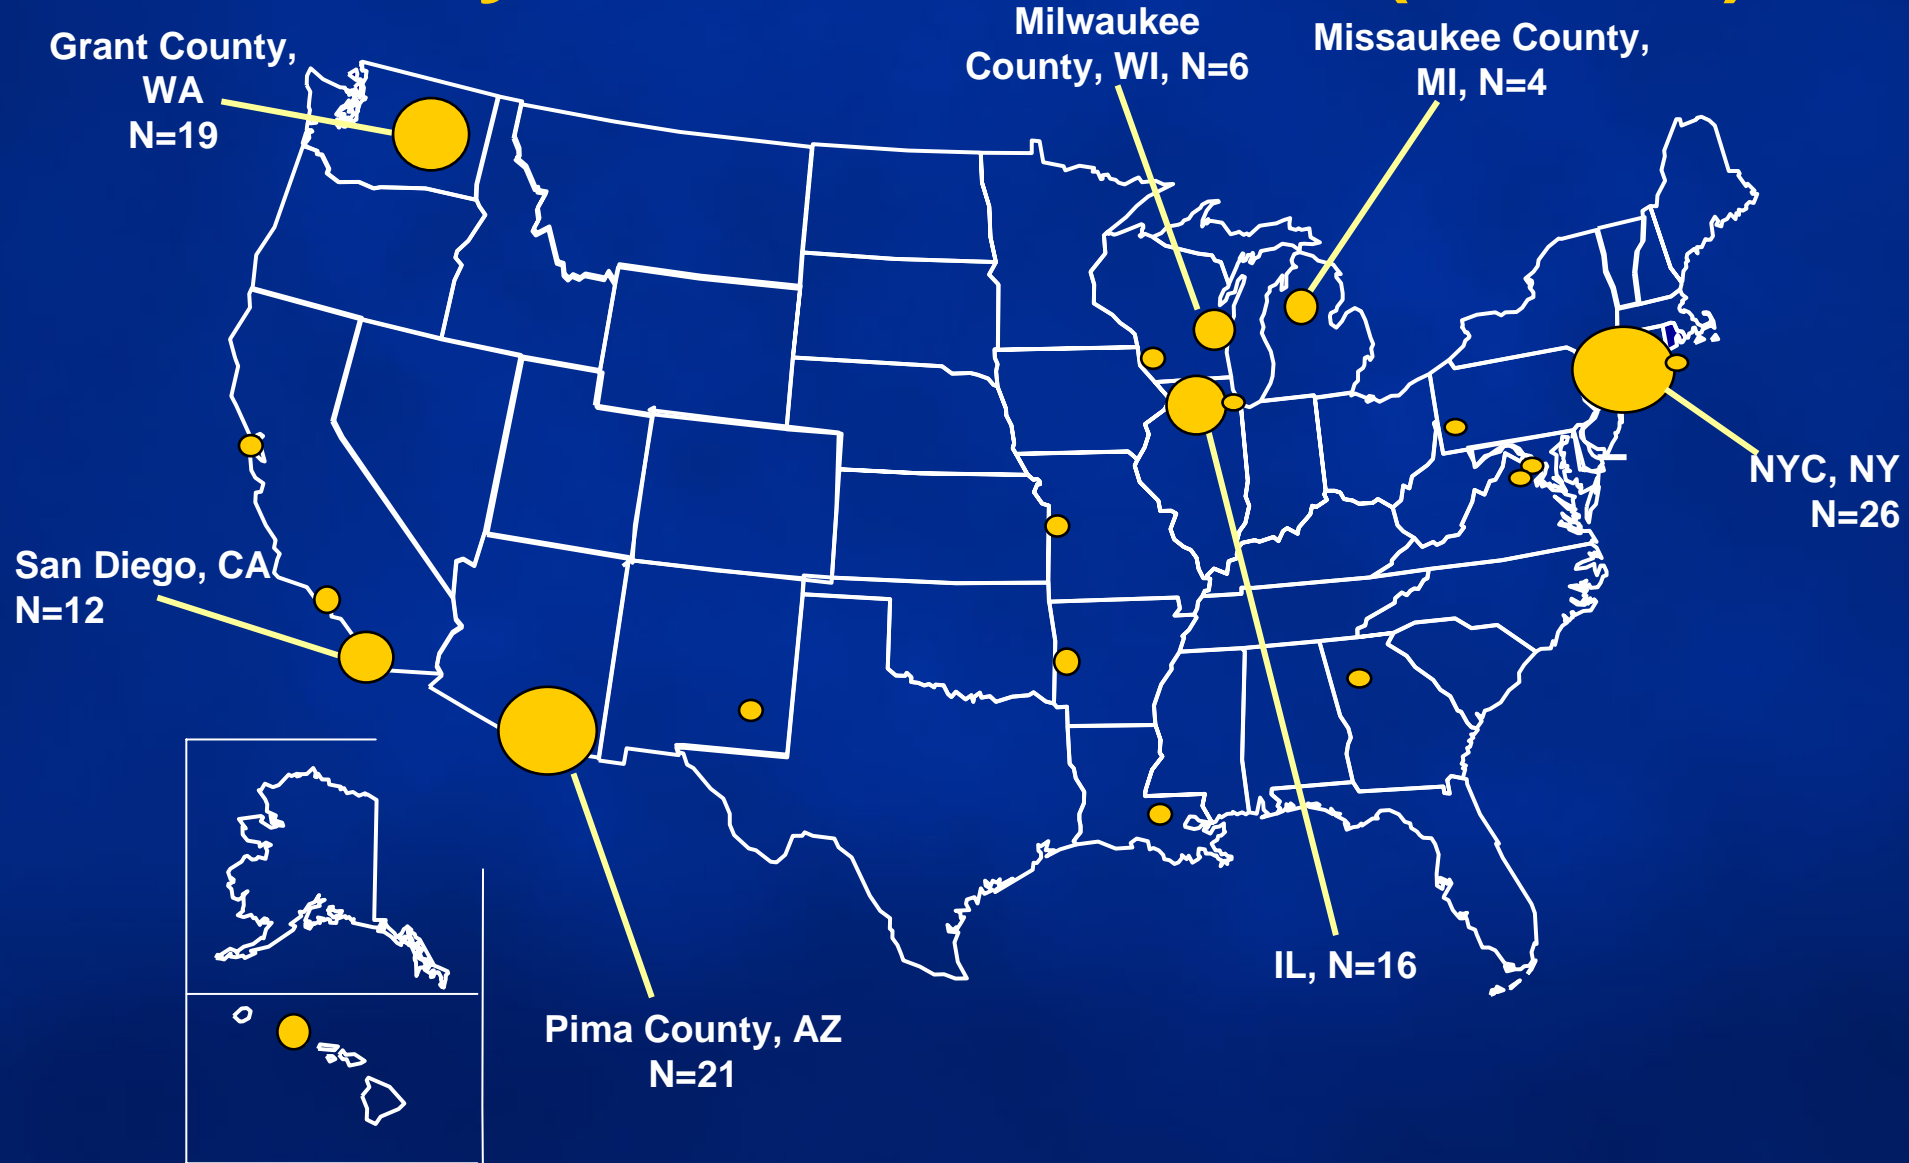 Milwaukee
County, WI, N=6
Missaukee County,
MI, N=4
Grant County,
WA
N=19
NYC, NY
N=26
San Diego, CA
N=12
IL, N=16
Pima County, AZ
N=21